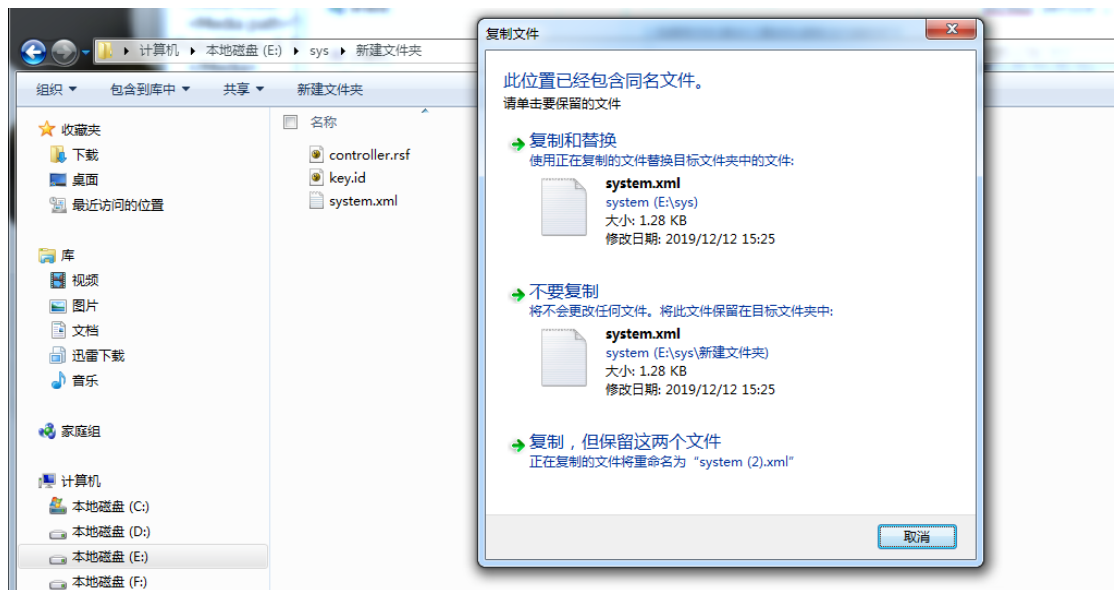 计算机 本地磁盘 (E:) sys 新建文件夹
组织 包含到库中 共享 新建文件夹
收藏夹
下载
桌面
最近访问的位置
库
视频
图片
文档
迅雷下载
音乐
家庭组
计算机
本地磁盘 (C:)
本地磁盘 (D:)
本地磁盘 (E:)
本地磁盘 (F:)
名称
controller.rsf
key.id
system.xml
复制文件
此位置已经包含同名文件。
请单击要保留的文件
复制和替换
使用正在复制的文件替换目标文件夹中的文件:
system.xml
system (E:\sys)
大小: 1.28 KB
修改日期: 2019/12/12 15:25
不要复制
将不会更改任何文件。将此文件保留在目标文件夹中:
system.xml
system (E:\sys\新建文件夹)
大小: 1.28 KB
修改日期: 2019/12/12 15:25
复制，但保留这两个文件
正在复制的文件将重命名为“system (2).xml”
取消